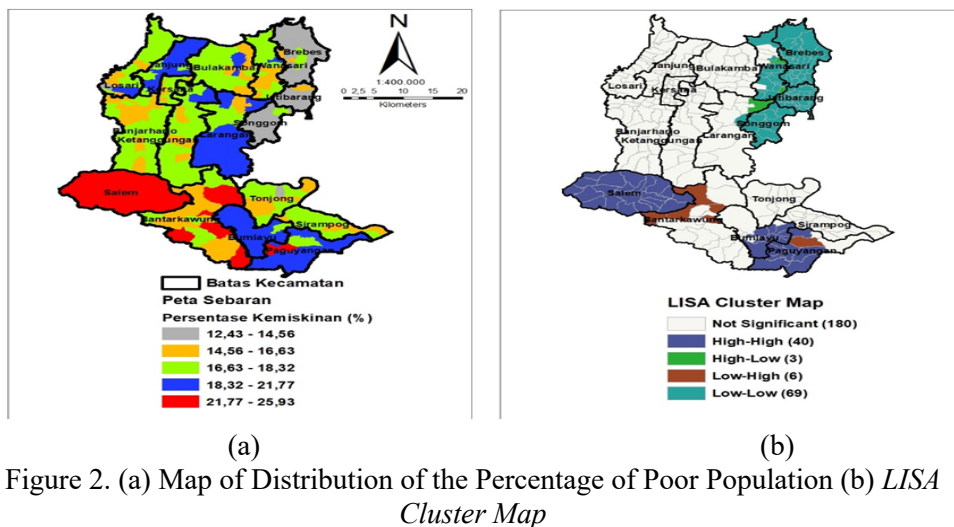 N
1:400.000
0 2,5 5 10 15 20
Kilometers
Brebes
Tanjung
Bulakamba
Wanasari
Losari
Kersana
Jatibarang
Songgom
Banjarharjo
Ketanggungan
Larangan
Salem
Tonjong
Bantarkawung
Sirampog
Bumiayu
Paguyangan
Batas Kecamatan
Peta Sebaran
Persentase Kemiskinan (%)
12,43 - 14,56
14,56 - 16,63
16,63 - 18,32
18,32 - 21,77
21,77 - 25,93
Brebes
Tanjung
Bulakamba
Wanasari
Losari
Kersana
Jatibarang
Songgom
Banjarharjo
Ketanggungan
Larangan
Salem
Tonjong
Bantarkawung
Sirampog
Bumiayu
Paguyangan
LISA Cluster Map
Not Significant (180)
High-High (40)
High-Low (3)
Low-High (6)
Low-Low (69)
(a)
(b)
Figure 2. (a) Map of Distribution of the Percentage of Poor Population (b) LISA
Cluster Map